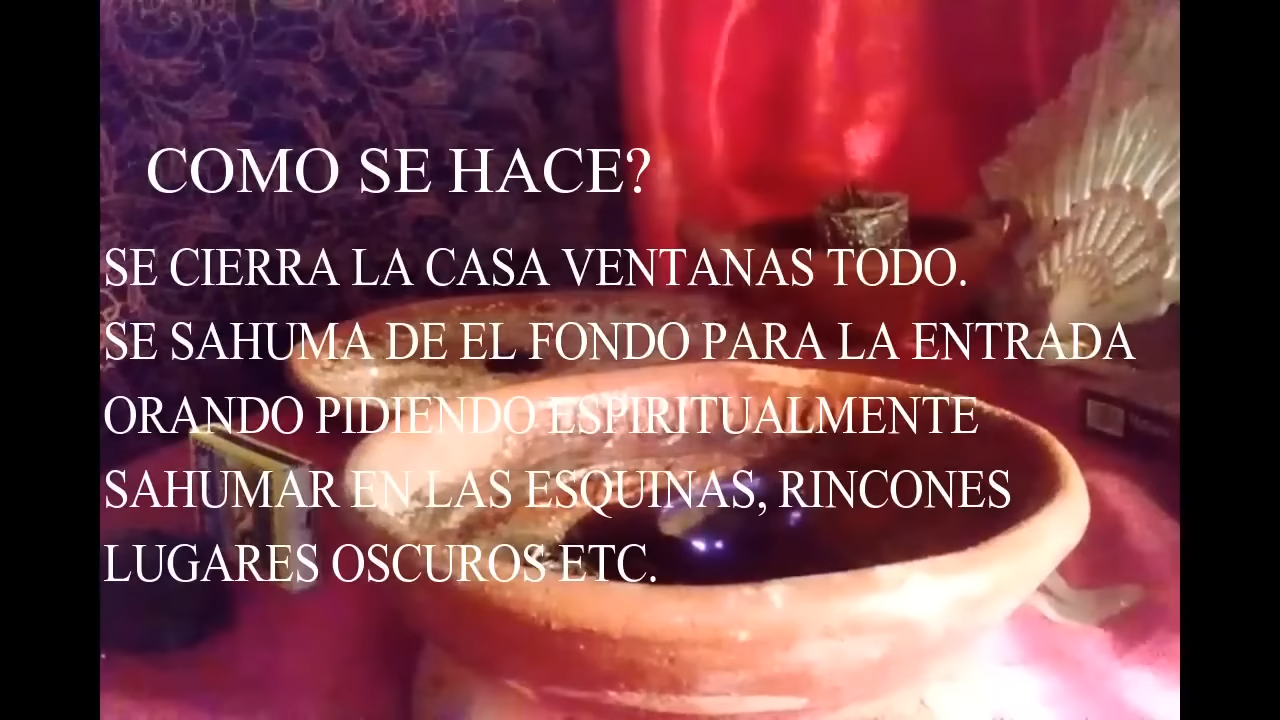 COMO SE HACE?
SE CIERRA LA CASA VENTANAS TODO.
SE SAHUMA DE EL FONDO PARA LA ENTRADA
ORANDO PIDIENDO ESPIRITUALMENTE
SAHUMAR EN LAS ESQUINAS, RINCONES
LUGARES OSCUROS ETC.